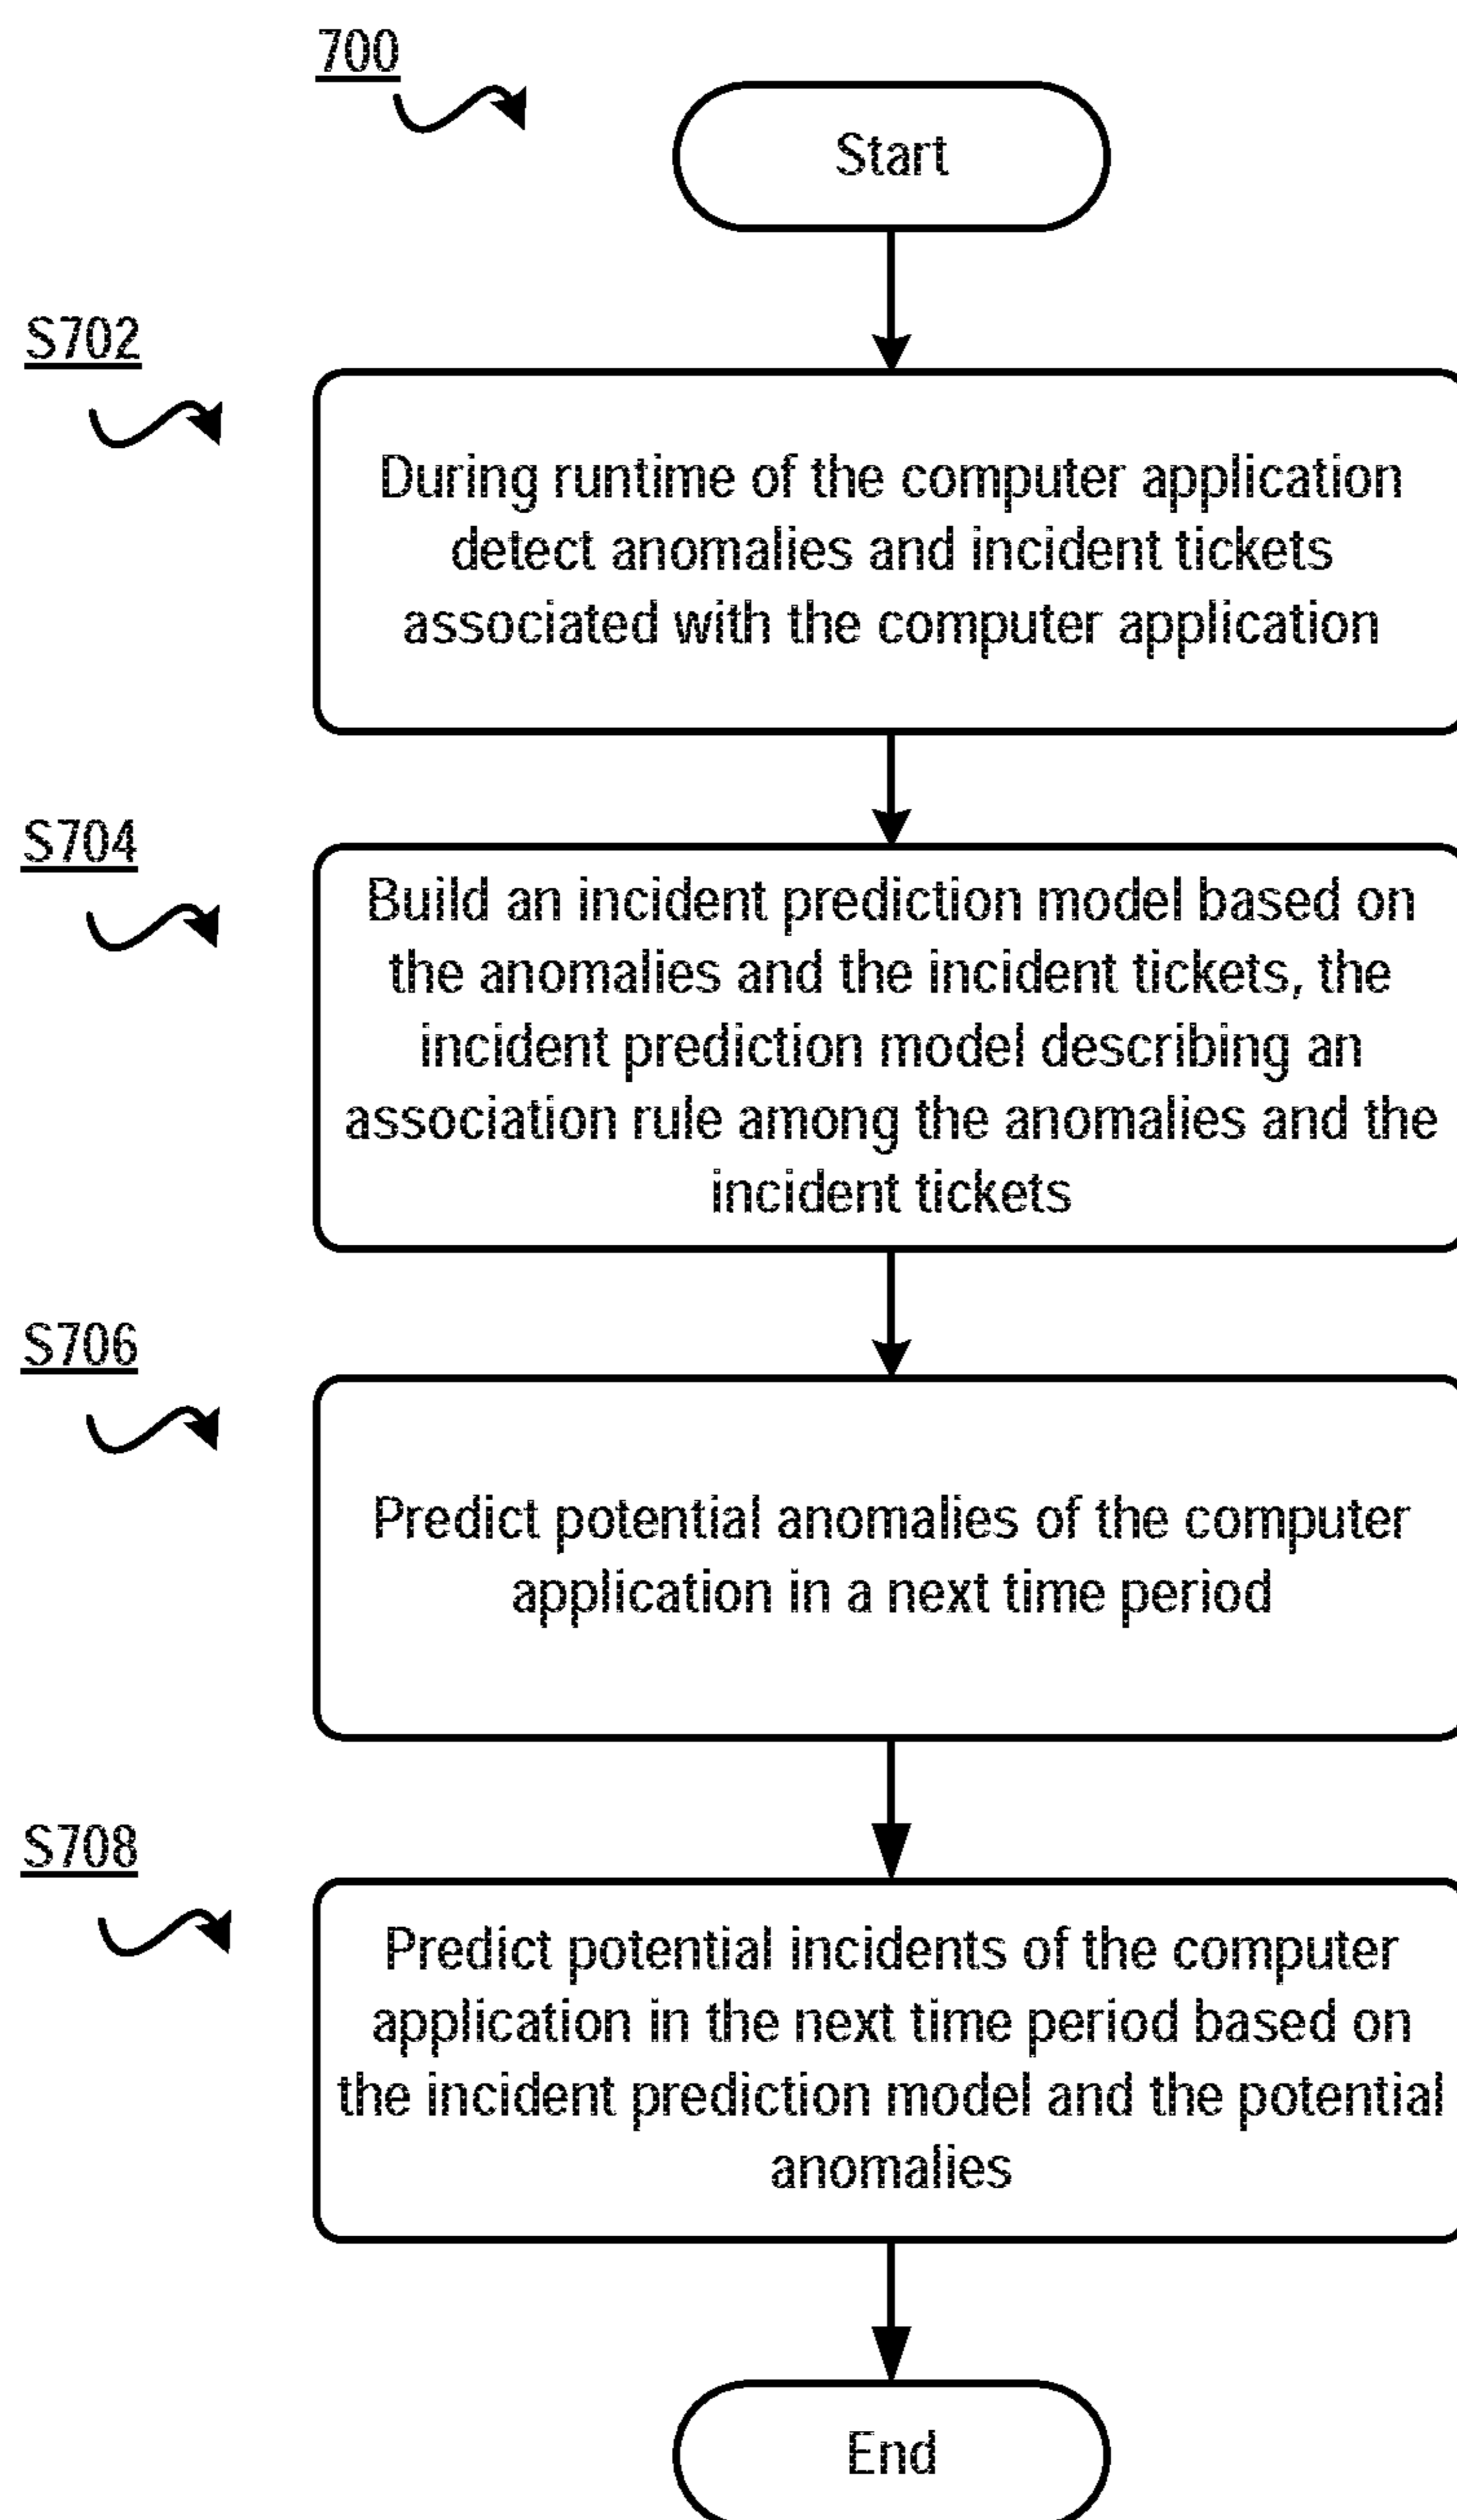 700
Start
S702
During runtime of the computer application
detect anomalies and incident tickets
associated with the computer application
S704
Build an incident prediction model based on
the anomalies and the incident tickets, the
incident prediction model describing an
association rule among the anomalies and the
incident tickets
S706
Predict potential anomalies of the computer
application in a next time period
S708
Predict potential incidents of the computer
application in the next time period based on
the incident prediction model and the potential
anomalies
End